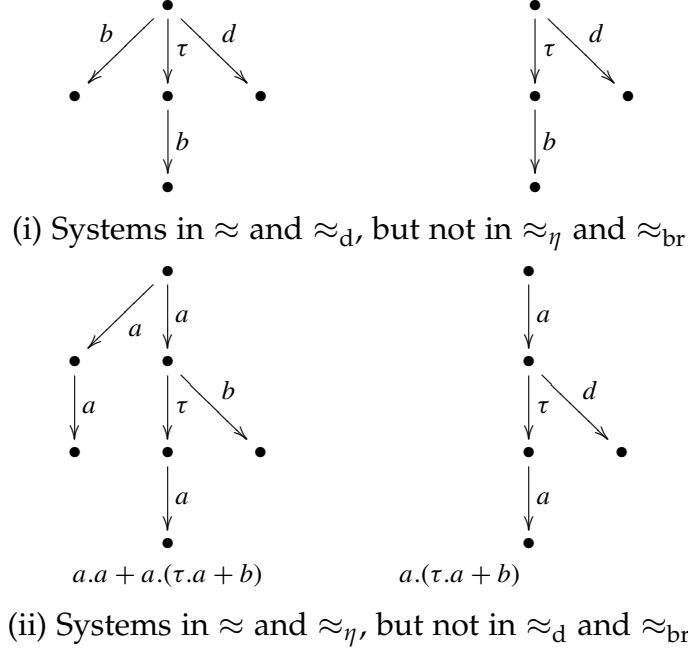 b τ d τ d
b b
(i) Systems in ≈ and ≈d, but not in ≈η and ≈br
a a a
a τ b τ d
a a
a.a + a.(τ.a + b) a.(τ.a + b)
(ii) Systems in ≈ and ≈η, but not in ≈d and ≈br